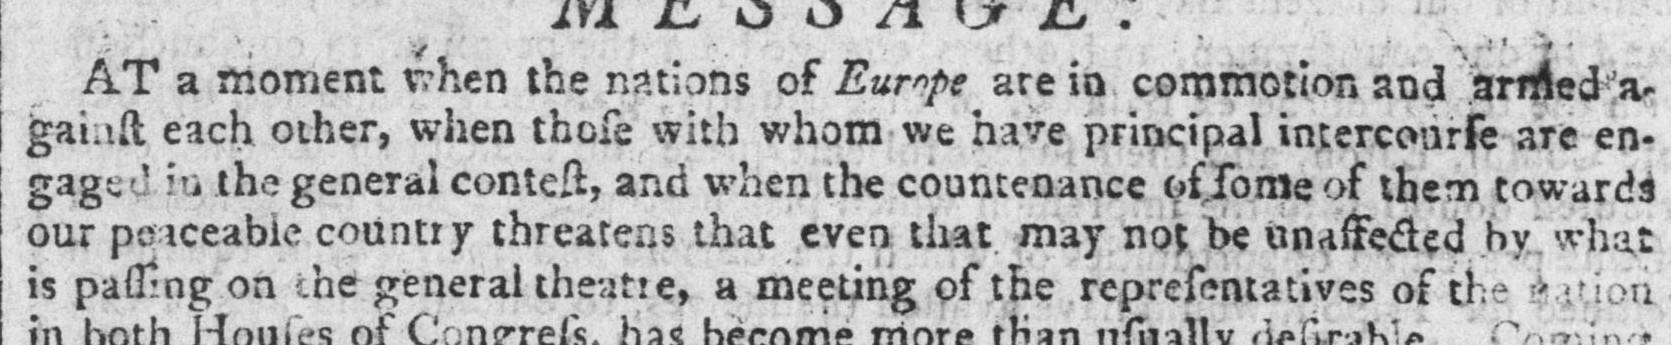 MESSAGE.
AT a moment when the nations of Europe are in commotion and armed a-
gainſt each other, when thoſe with whom we have principal intercourſe are en-
gaged in the general conteſt, and when the countenance of ſome of them towards
our peaceable country threatens that even that may not be unaffected by what
is paſſing on the general theatre, a meeting of the repreſentatives of the nation
in both Houſes of Congreſs, has become more than uſually deſirable. Coming